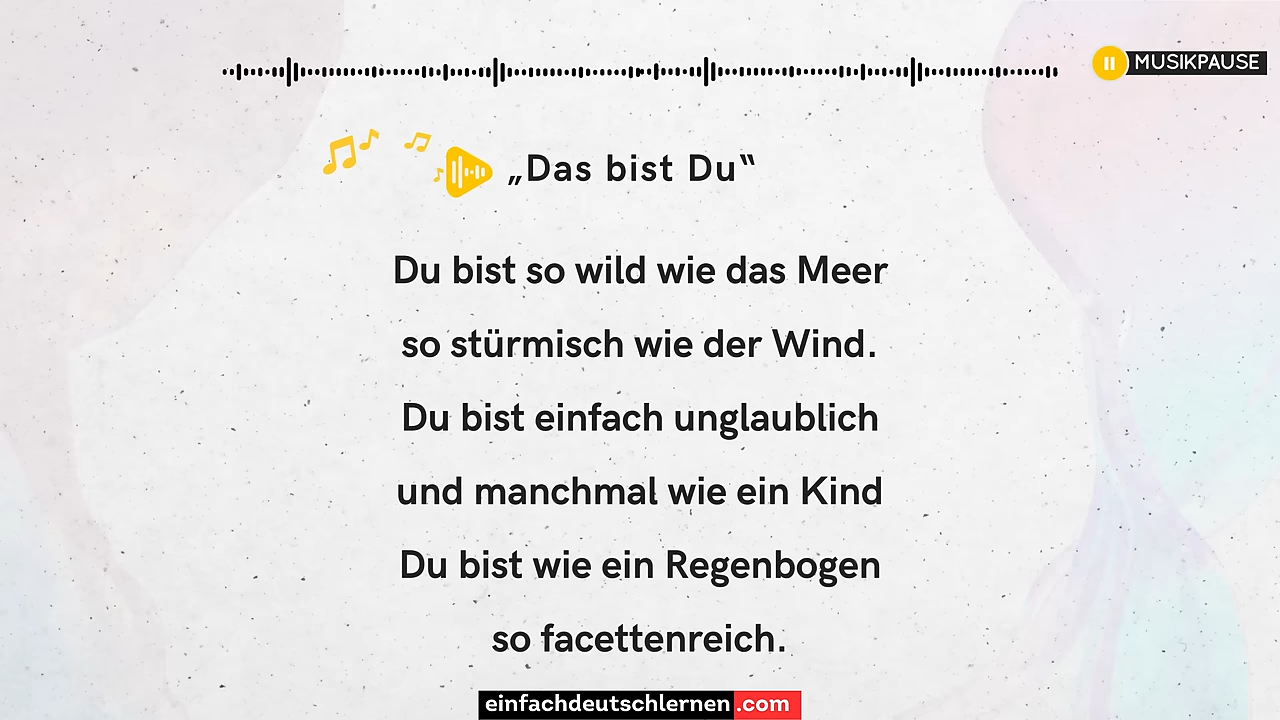 MUSIKPAUSE
„Das bist Du‟
Du bist so wild wie das Meer
so stürmisch wie der Wind.
Du bist einfach unglaublich
und manchmal wie ein Kind
Du bist wie ein Regenbogen
so facettenreich.
einfachdeutschlernen.com